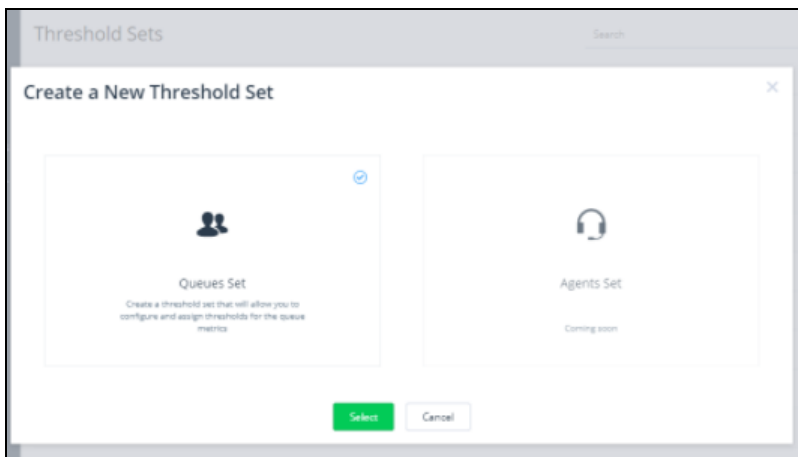 Threshold Sets
Search
Create a New Threshold Set
Queues Set
Create a threshold set that will allow you to
configure and assign thresholds for the queue
metrics
Agents Set
Coming soon
Select
Cancel